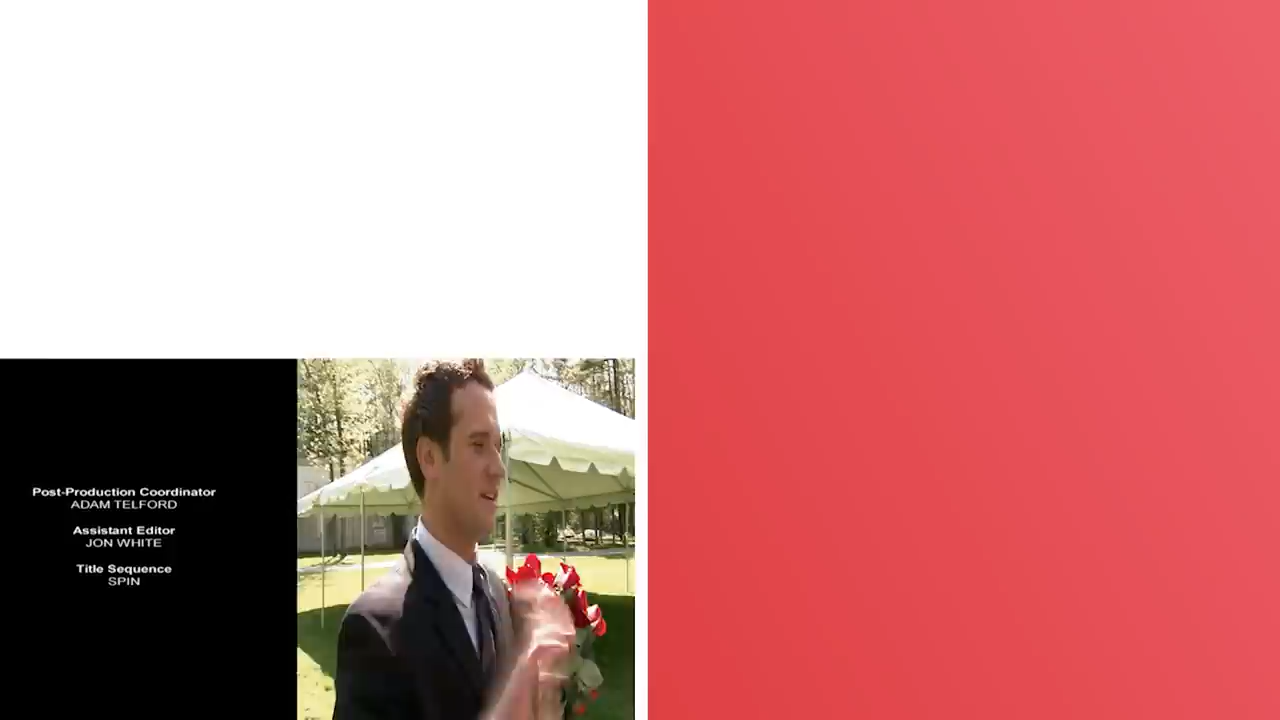 Post-Production Coordinator
ADAM TELFORD
Assistant Editor
JON WHITE
Title Sequence
SPIN